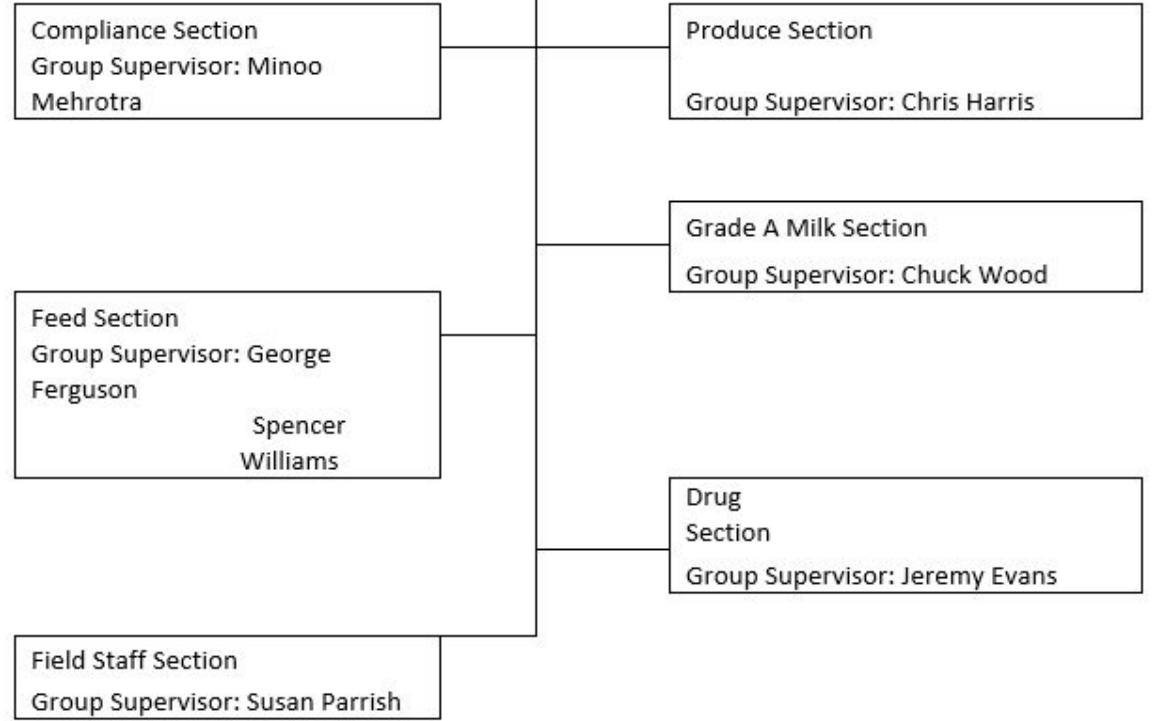 Compliance Section
Group Supervisor: Minoo
Mehrotra
Produce Section
Group Supervisor: Chris Harris
Grade A Milk Section
Group Supervisor: Chuck Wood
Feed Section
Group Supervisor: George
Ferguson
Spencer
Williams
Drug
Section
Group Supervisor: Jeremy Evans
Field Staff Section
Group Supervisor: Susan Parrish